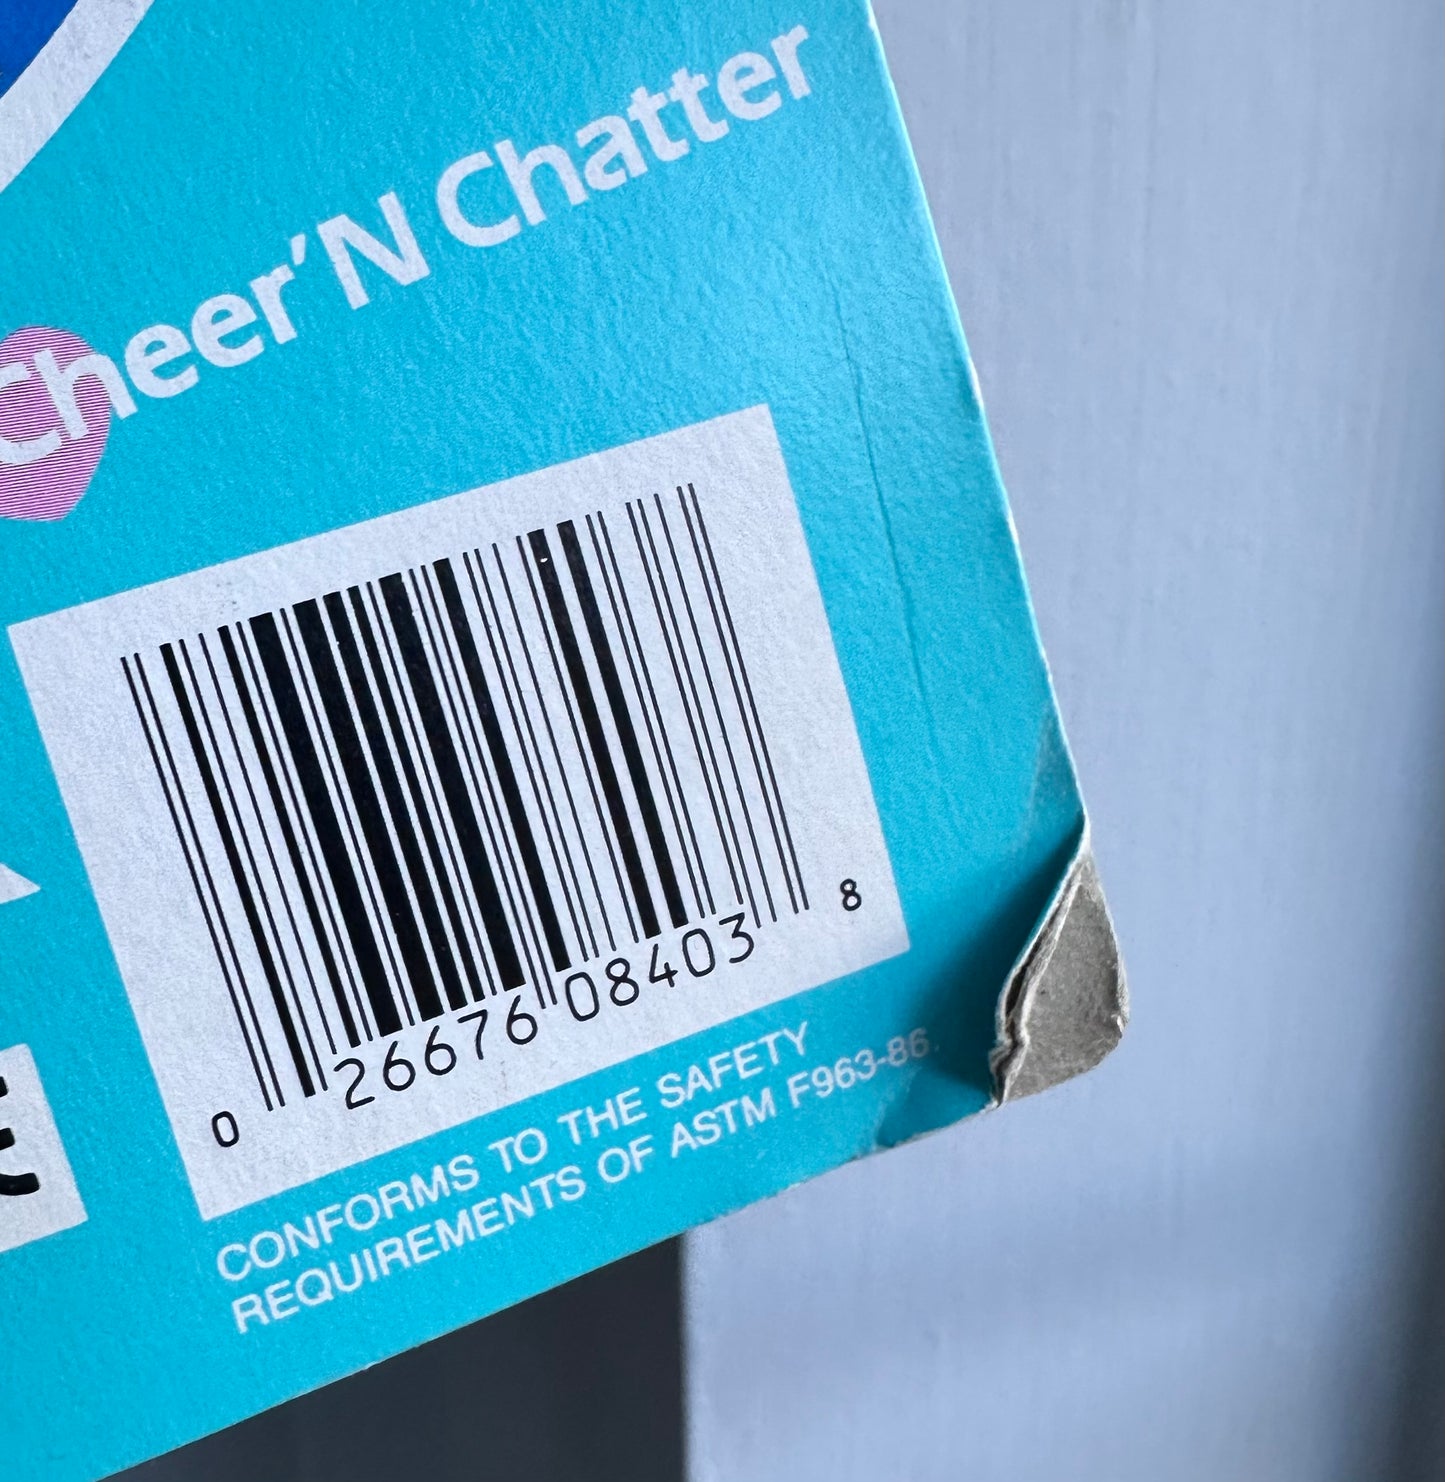 Cheer'N Chatter
0 26676 08403 8
CONFORMS TO THE SAFETY
REQUIREMENTS OF ASTM F963-86.